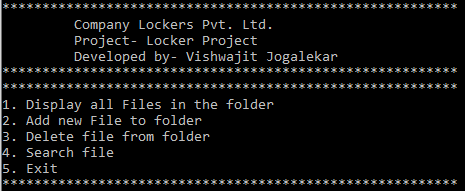 *********************************************************
Company Lockers Pvt. Ltd.
Project- Locker Project
Developed by- Vishwajit Jogalekar
*********************************************************
*********************************************************
1. Display all Files in the folder
2. Add new File to folder
3. Delete file from folder
4. Search file
5. Exit
*********************************************************